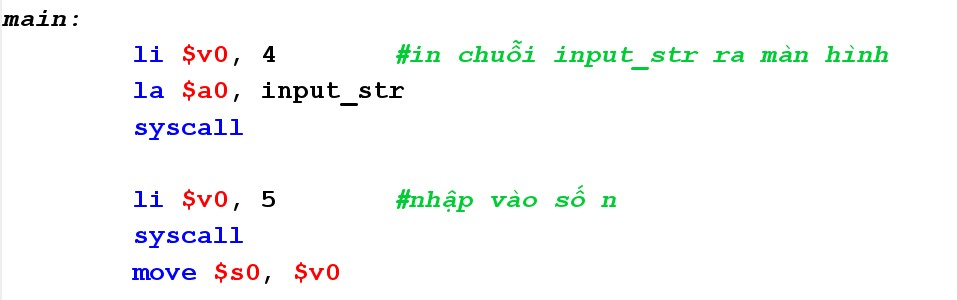 main:
li $v0, 4 #in chuỗi input_str ra màn hình
la $a0, input_str
syscall
li $v0, 5 #nhập vào số n
syscall
move $s0, $v0